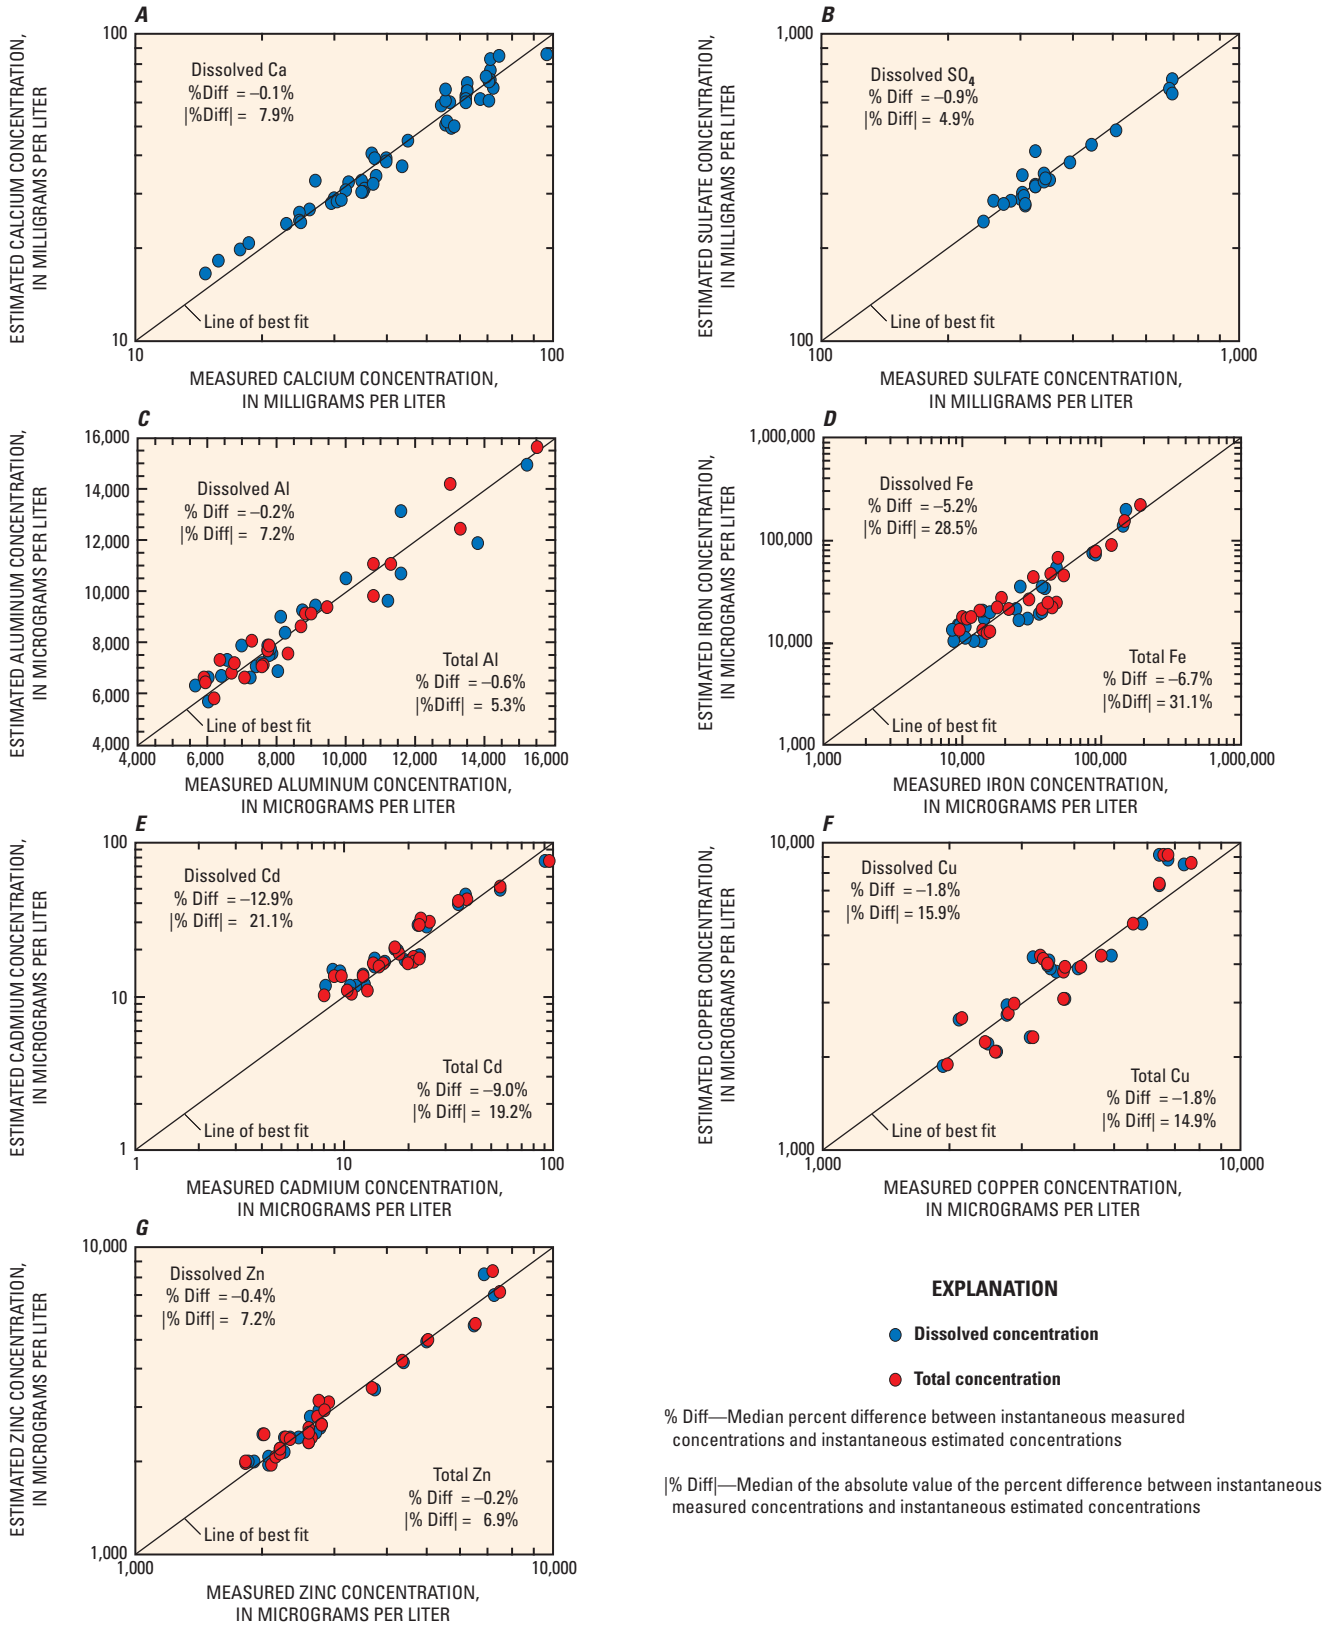 A
ESTIMATED CALCIUM CONCENTRATION,
IN MILLIGRAMS PER LITER
100
Dissolved Ca
%Diff = –0.1%
|%Diff| = 7.9%
Line of best fit
10
10
100
MEASURED CALCIUM CONCENTRATION,
IN MILLIGRAMS PER LITER
B
ESTIMATED SULFATE CONCENTRATION,
IN MILLIGRAMS PER LITER
1,000
Dissolved SO4
% Diff = –0.9%
|% Diff| = 4.9%
Line of best fit
100
100
1,000
MEASURED SULFATE CONCENTRATION,
IN MILLIGRAMS PER LITER
C
ESTIMATED ALUMINUM CONCENTRATION,
IN MICROGRAMS PER LITER
16,000
14,000
12,000
10,000
8,000
6,000
4,000
Dissolved Al
% Diff = –0.2%
|% Diff| = 7.2%
Total Al
% Diff = –0.6%
|%Diff| = 5.3%
Line of best fit
4,000 6,000 8,000 10,000 12,000 14,000 16,000
MEASURED ALUMINUM CONCENTRATION,
IN MICROGRAMS PER LITER
D
ESTIMATED IRON CONCENTRATION,
IN MICROGRAMS PER LITER
1,000,000
100,000
10,000
1,000
Dissolved Fe
% Diff = –5.2%
|% Diff| = 28.5%
Total Fe
% Diff = –6.7%
|%Diff| = 31.1%
Line of best fit
1,000 10,000 100,000 1,000,000
MEASURED IRON CONCENTRATION,
IN MICROGRAMS PER LITER
E
ESTIMATED CADMIUM CONCENTRATION,
IN MICROGRAMS PER LITER
100
10
1
Dissolved Cd
% Diff = –12.9%
|% Diff| = 21.1%
Total Cd
% Diff = –9.0%
|% Diff| = 19.2%
Line of best fit
1 10 100
MEASURED CADMIUM CONCENTRATION,
IN MICROGRAMS PER LITER
F
ESTIMATED COPPER CONCENTRATION,
IN MICROGRAMS PER LITER
10,000
1,000
Dissolved Cu
% Diff = –1.8%
|% Diff| = 15.9%
Total Cu
% Diff = –1.8%
|% Diff| = 14.9%
Line of best fit
1,000 10,000
MEASURED COPPER CONCENTRATION,
IN MICROGRAMS PER LITER
G
ESTIMATED ZINC CONCENTRATION,
IN MICROGRAMS PER LITER
10,000
1,000
Dissolved Zn
% Diff = –0.4%
|% Diff| = 7.2%
Total Zn
% Diff = –0.2%
|% Diff| = 6.9%
Line of best fit
1,000 10,000
MEASURED ZINC CONCENTRATION,
IN MICROGRAMS PER LITER
EXPLANATION
Dissolved concentration
Total concentration
% Diff—Median percent difference between instantaneous measured
concentrations and instantaneous estimated concentrations
|% Diff|—Median of the absolute value of the percent difference between instantaneous
measured concentrations and instantaneous estimated concentrations